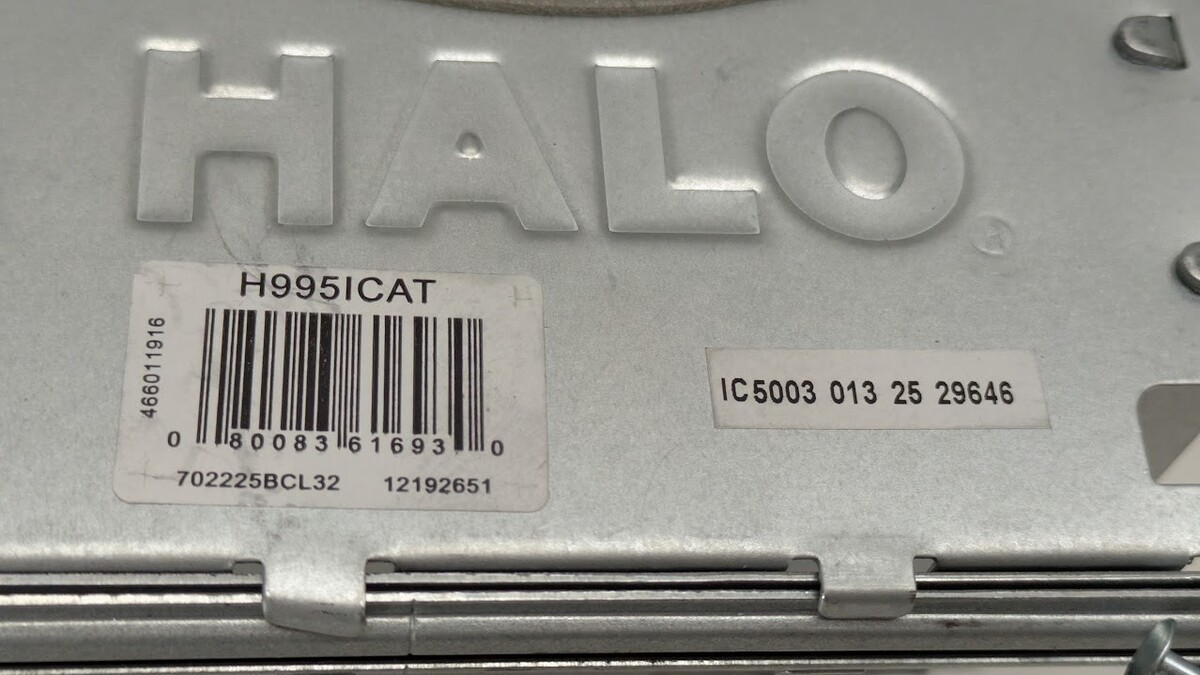 HALO
H995ICAT
466011916
0 80083 61693 0
702225BCL32 12192651
IC5003 013 25 29646